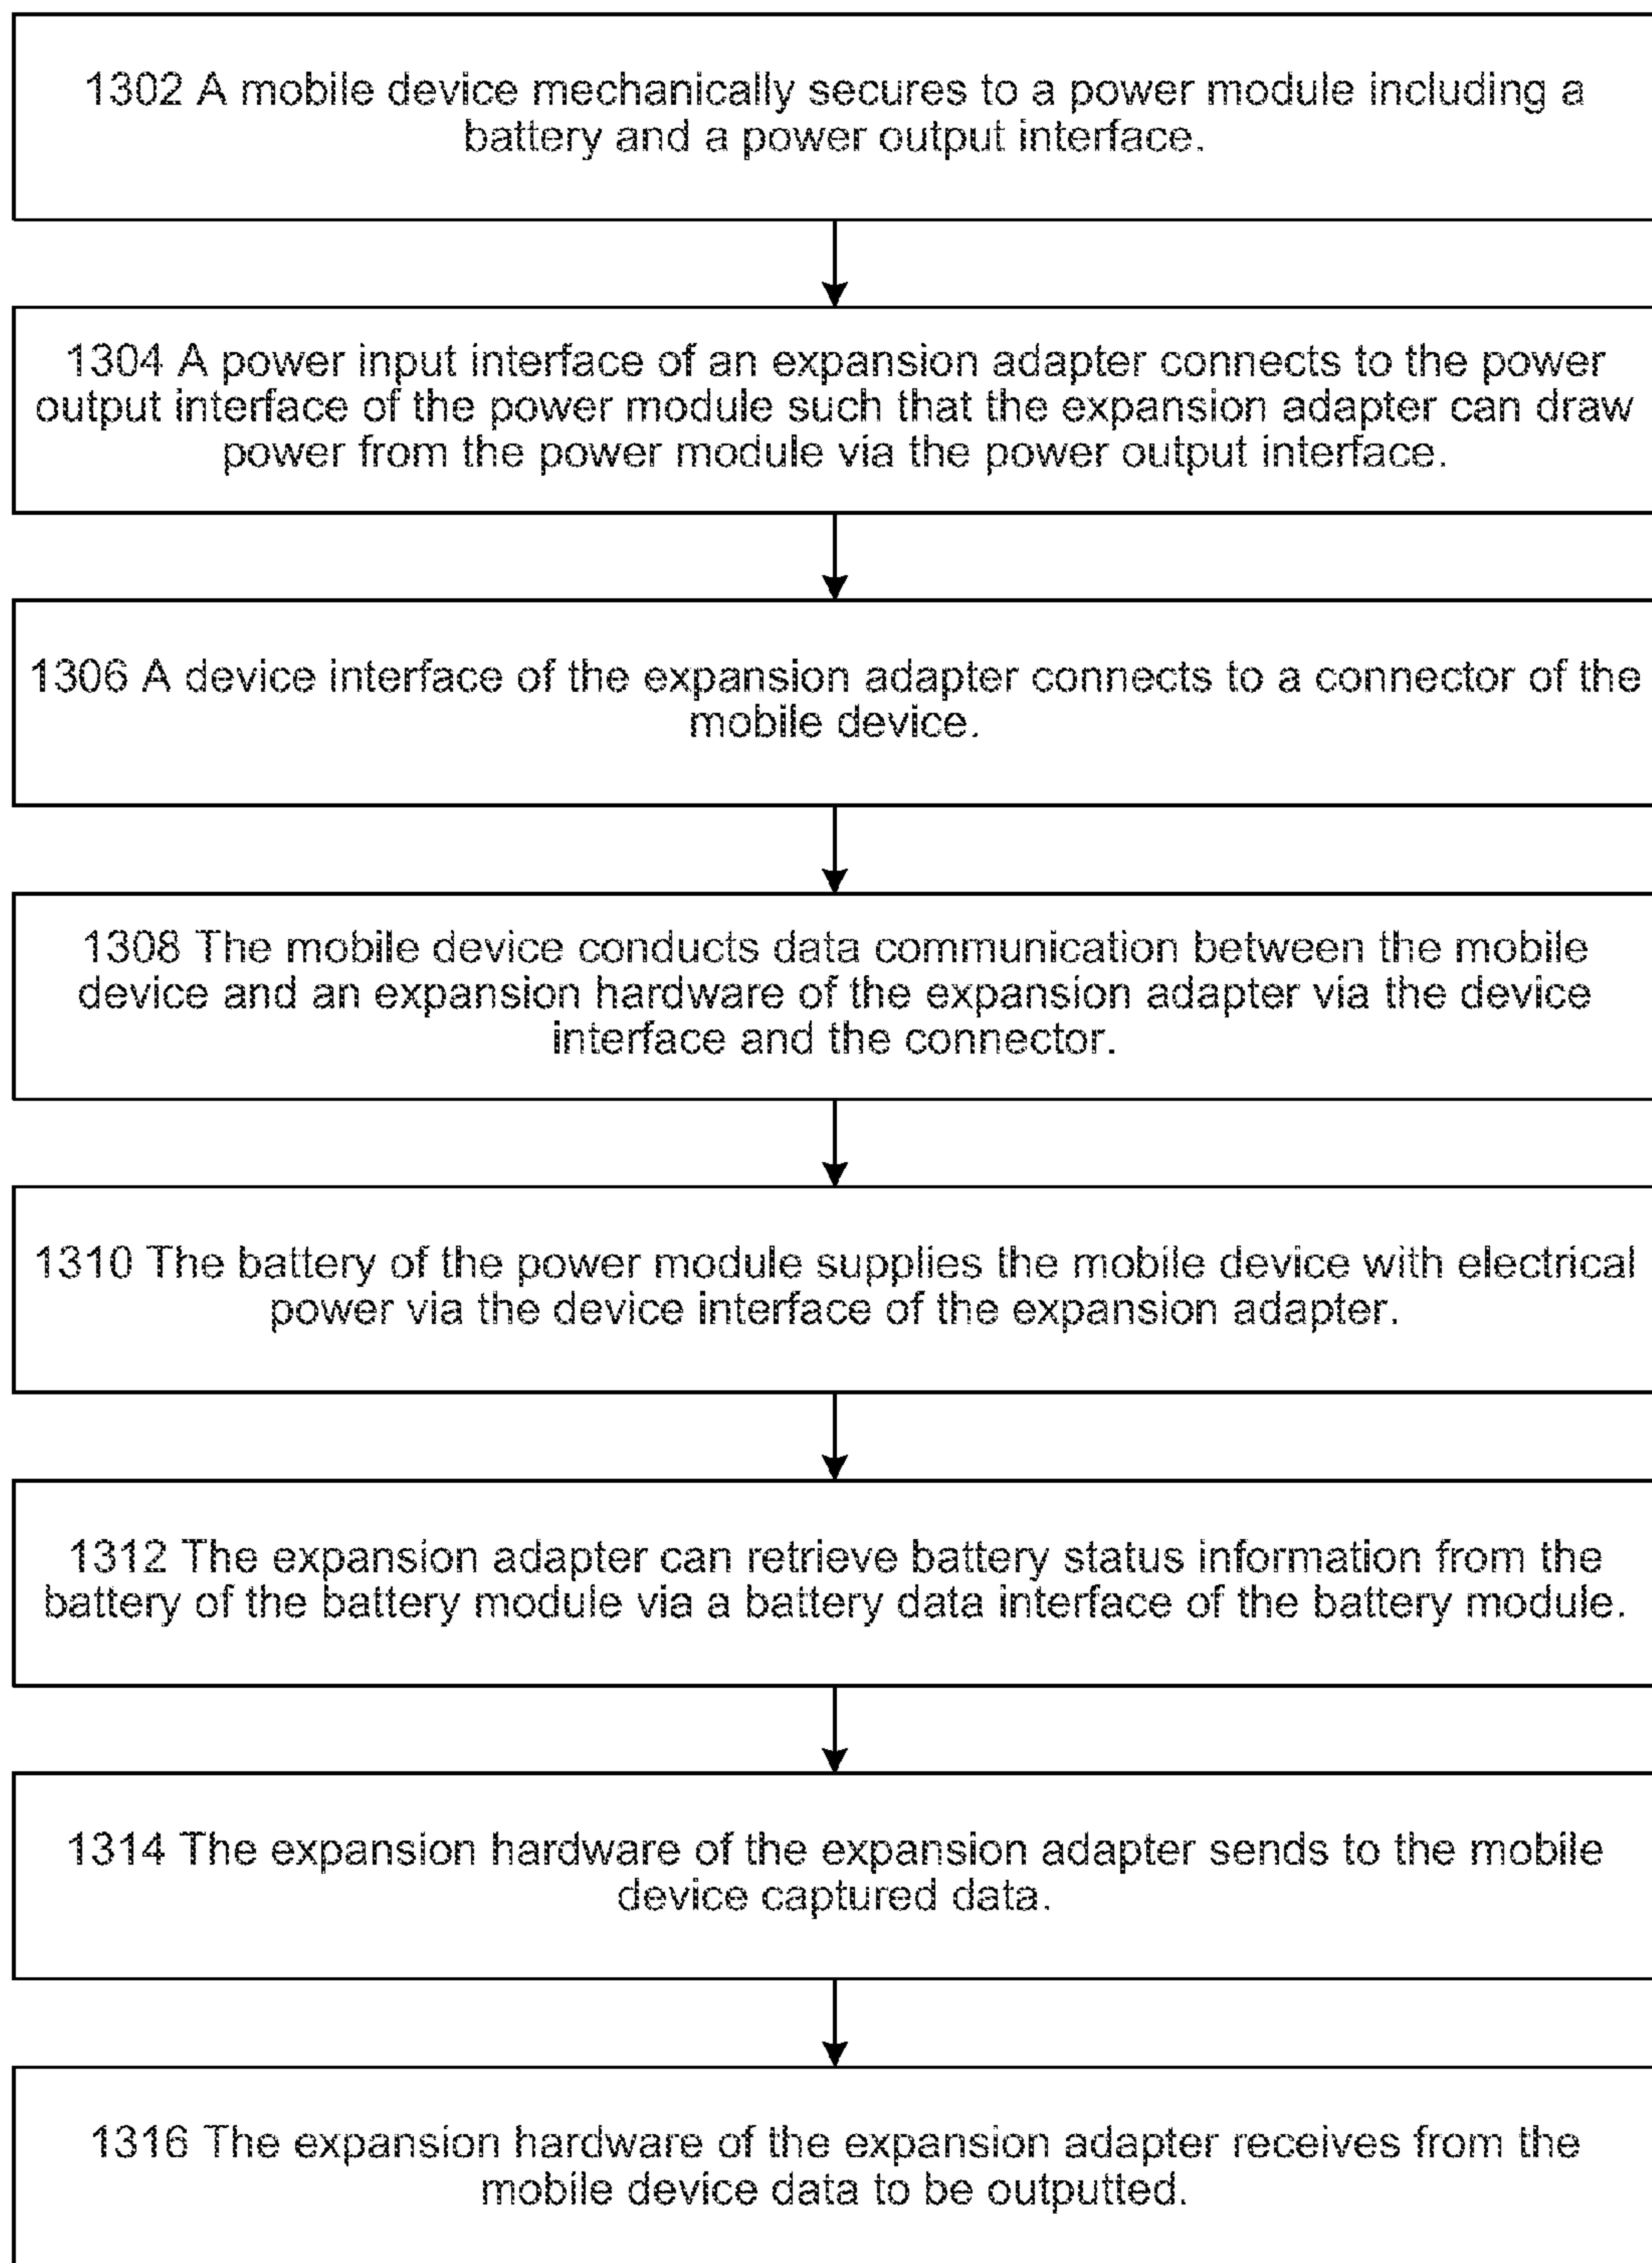 1302 A mobile device mechanically secures to a power module including a
battery and a power output interface.
1304 A power input interface of an expansion adapter connects to the power
output interface of the power module such that the expansion adapter can draw
power from the power module via the power output interface.
1306 A device interface of the expansion adapter connects to a connector of the
mobile device.
1308 The mobile device conducts data communication between the mobile
device and an expansion hardware of the expansion adapter via the device
interface and the connector.
1310 The battery of the power module supplies the mobile device with electrical
power via the device interface of the expansion adapter.
1312 The expansion adapter can retrieve battery status information from the
battery of the battery module via a battery data interface of the battery module.
1314 The expansion hardware of the expansion adapter sends to the mobile
device captured data.
1316 The expansion hardware of the expansion adapter receives from the
mobile device data to be outputted.